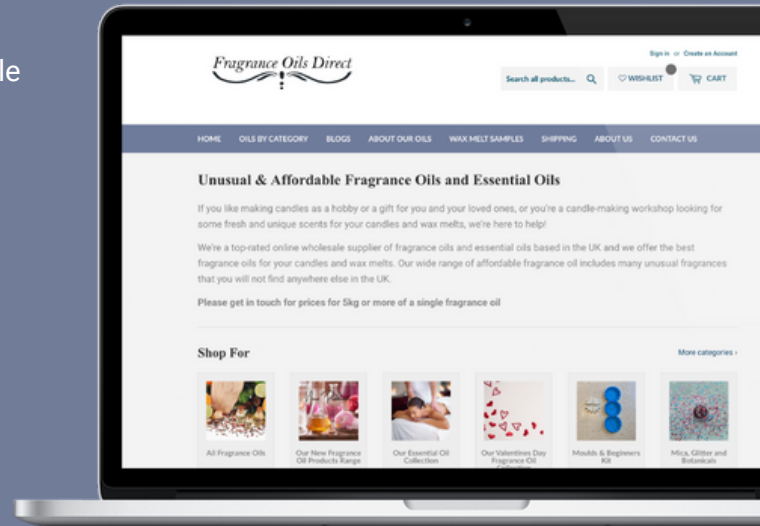 le
Fragrance Oils Direct
Sign in or Create an Account
Search all products...
WISHLIST
CART
HOME OILS BY CATEGORY BLOGS ABOUT OUR OILS WAX MELT SAMPLES SHIPPING ABOUT US CONTACT US
Unusual & Affordable Fragrance Oils and Essential Oils
If you like making candles as a hobby or a gift for you and your loved ones, or you're a candle-making workshop looking for
some fresh and unique scents for your candles and wax melts, we're here to help!
We're a top-rated online wholesale supplier of fragrance oils and essential oils based in the UK and we offer the best
fragrance oils for your candles and wax melts. Our wide range of affordable fragrance oil includes many unusual fragrances
that you will not find anywhere else in the UK.
Please get in touch for prices for 5kg or more of a single fragrance oil
Shop For
More categories ›
All Fragrance Oils
Our New Fragrance
Oil Products Range
Our Essential Oil
Collection
Our Valentines Day
Fragrance Oil
Collection
Moulds & Beginners
Kit
Mica, Glitter and
Botanicals